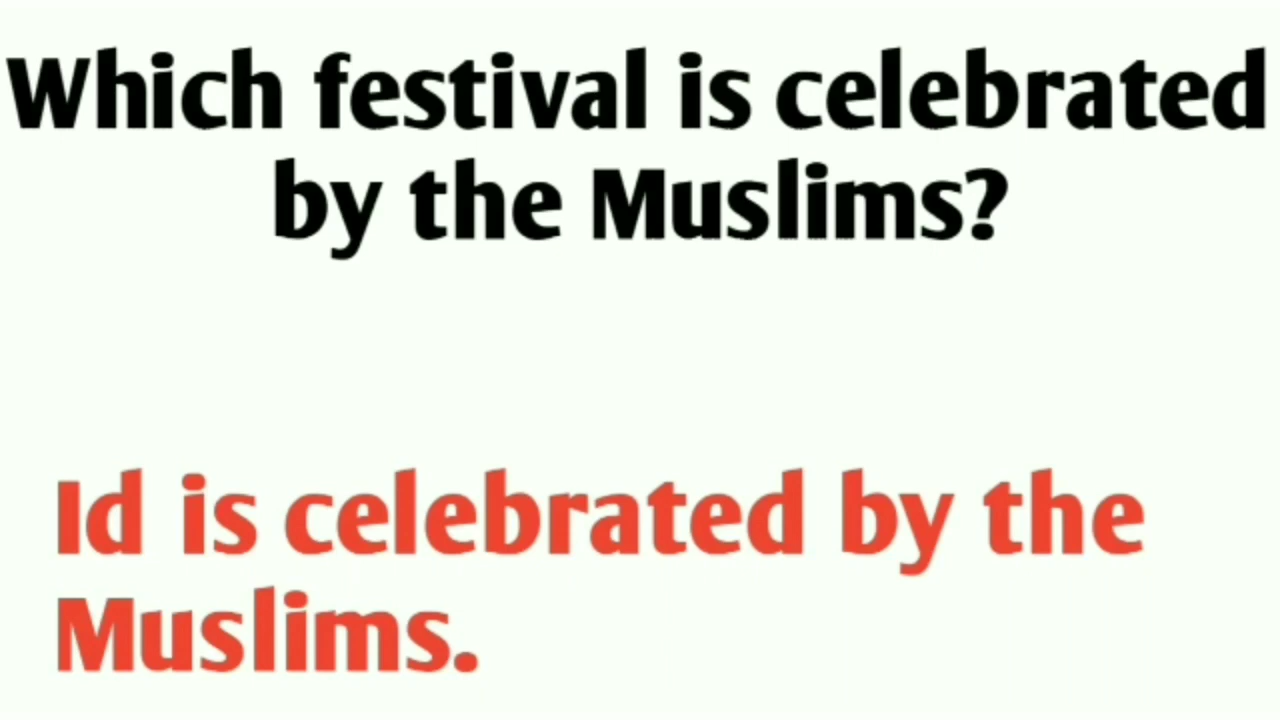 Which festival is celebrated
by the Muslims?
Id is celebrated by the
Muslims.